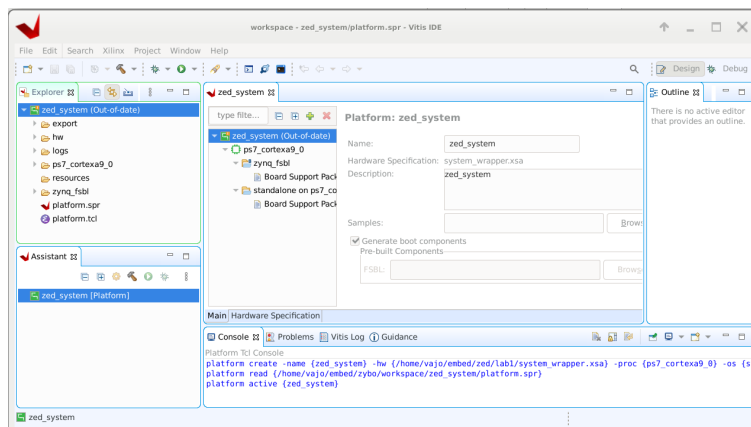 workspace - zed_system/platform.spr - Vitis IDE
File Edit Search Xilinx Project Window Help
Design Debug
Explorer
zed_system (Out-of-date)
export
hw
logs
ps7_cortexa9_0
resources
zynq_fsbl
platform.spr
platform.tcl
Assistant
zed_system [Platform]
zed_system
type filte...
zed_system (Out-of-date)
ps7_cortexa9_0
zynq_fsbl
Board Support Pack
standalone on ps7_co
Board Support Pack
Platform: zed_system
Name: zed_system
Hardware Specification: system_wrapper.xsa
Description: zed_system
Samples: Brows
Generate boot components
Pre-built Components
FSBL: Brows
Main Hardware Specification
Outline
There is no active editor
that provides an outline.
Console Problems Vitis Log Guidance
Platform Tcl Console
platform create -name {zed_system} -hw {/home/vajo/embed/zed/lab1/system_wrapper.xsa} -proc {ps7_cortexa9_0} -os {s
platform read {/home/vajo/embed/zybo/workspace/zed_system/platform.spr}
platform active {zed_system}
zed_system